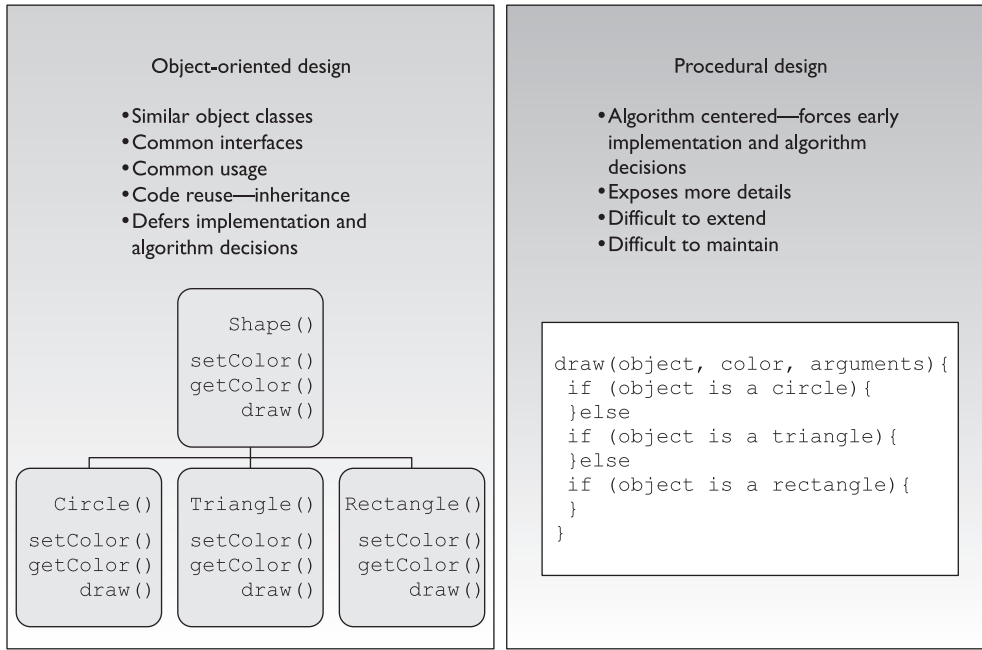 Object-oriented design
•Similar object classes
•Common interfaces
•Common usage
•Code reuse—inheritance
•Defers implementation and
algorithm decisions
Shape()
setColor()
getColor()
draw()
Circle()
setColor()
getColor()
draw()
Triangle()
setColor()
getColor()
draw()
Rectangle()
setColor()
getColor()
draw()
Procedural design
•Algorithm centered—forces early
implementation and algorithm
decisions
•Exposes more details
•Difficult to extend
•Difficult to maintain
draw(object, color, arguments){
if (object is a circle){
}else
if (object is a triangle){
}else
if (object is a rectangle){
}
}